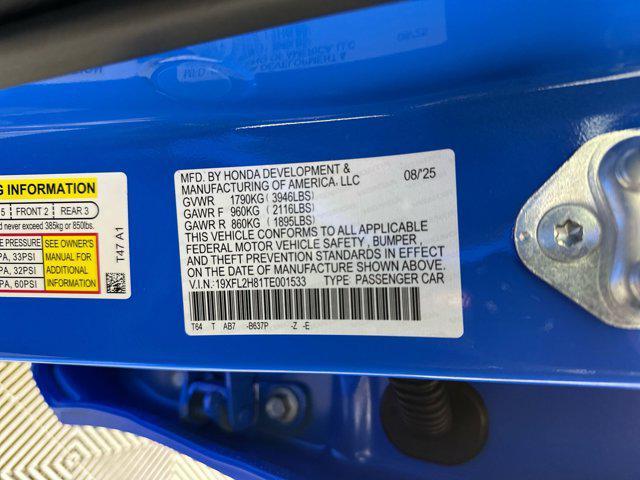 G INFORMATION
5 FRONT 2 REAR 3
d never exceed 385kg or 850lbs.
E PRESSURE SEE OWNER'S
PA, 33PSI MANUAL FOR
PA, 32PSI ADDITIONAL
PA, 60PSI INFORMATION
T47 A1
MFD. BY HONDA DEVELOPMENT & 08/25
MANUFACTURING OF AMERICA, LLC
GVWR 1790KG (3946LBS)
GAWR F 960KG (2116LBS)
GAWR R 860KG (1895LBS)
THIS VEHICLE CONFORMS TO ALL APPLICABLE
FEDERAL MOTOR VEHICLE SAFETY, BUMPER,
AND THEFT PREVENTION STANDARDS IN EFFECT
ON THE DATE OF MANUFACTURE SHOWN ABOVE.
V.I.N.:19XFL2H81TE001533 TYPE PASSENGER CAR
T64 T AB7 -B637P -Z -E